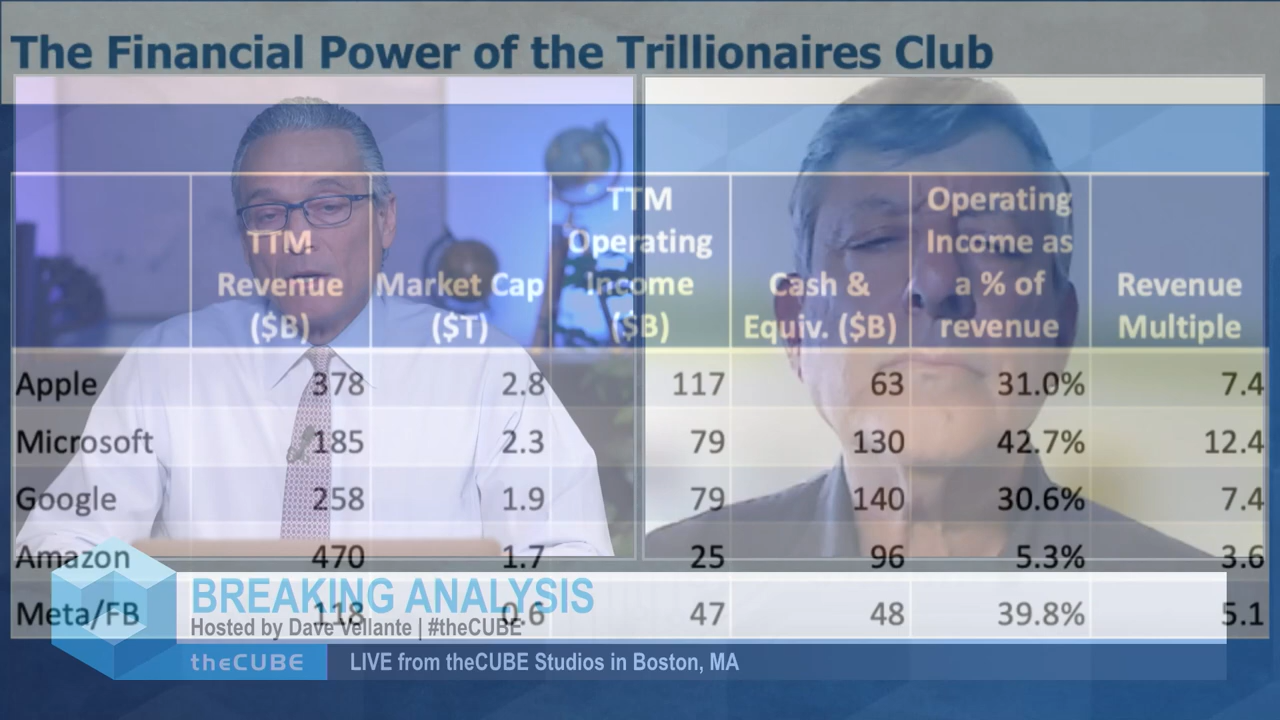 The Financial Power of the Trillionaires Club
TTM Revenue ($B) Market Cap ($T) TTM Operating Income ($B) Cash & Equiv. ($B) Operating Income as a % of revenue Revenue Multiple
Apple 378 2.8 117 63 31.0% 7.4
Microsoft 185 2.3 79 130 42.7% 12.4
Google 258 1.9 79 140 30.6% 7.4
Amazon 470 1.7 25 96 5.3% 3.6
Meta/FB 118 0.6 47 48 39.8% 5.1
BREAKING ANALYSIS
Hosted by Dave Vellante | #theCUBE
theCUBE LIVE from theCUBE Studios in Boston, MA